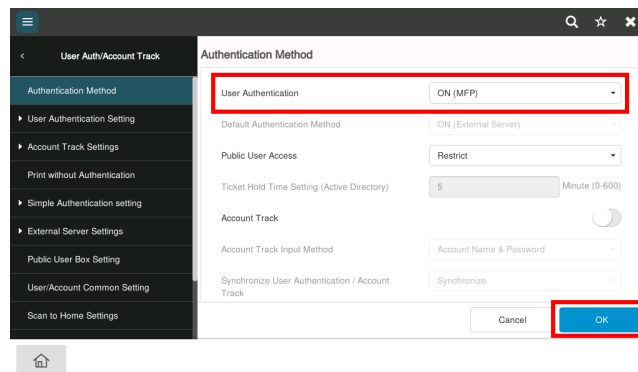 User Auth/Account Track
Authentication Method
Authentication Method
User Authentication Setting
Account Track Settings
Print without Authentication
Simple Authentication setting
External Server Settings
Public User Box Setting
User/Account Common Setting
Scan to Home Settings
User Authentication ON (MFP)
Default Authentication Method ON (External Server)
Public User Access Restrict
Ticket Hold Time Setting (Active Directory) 5 Minute (0-600)
Account Track
Account Track Input Method Account Name & Password
Synchronize User Authentication / Account Synchronize
Track
Cancel OK